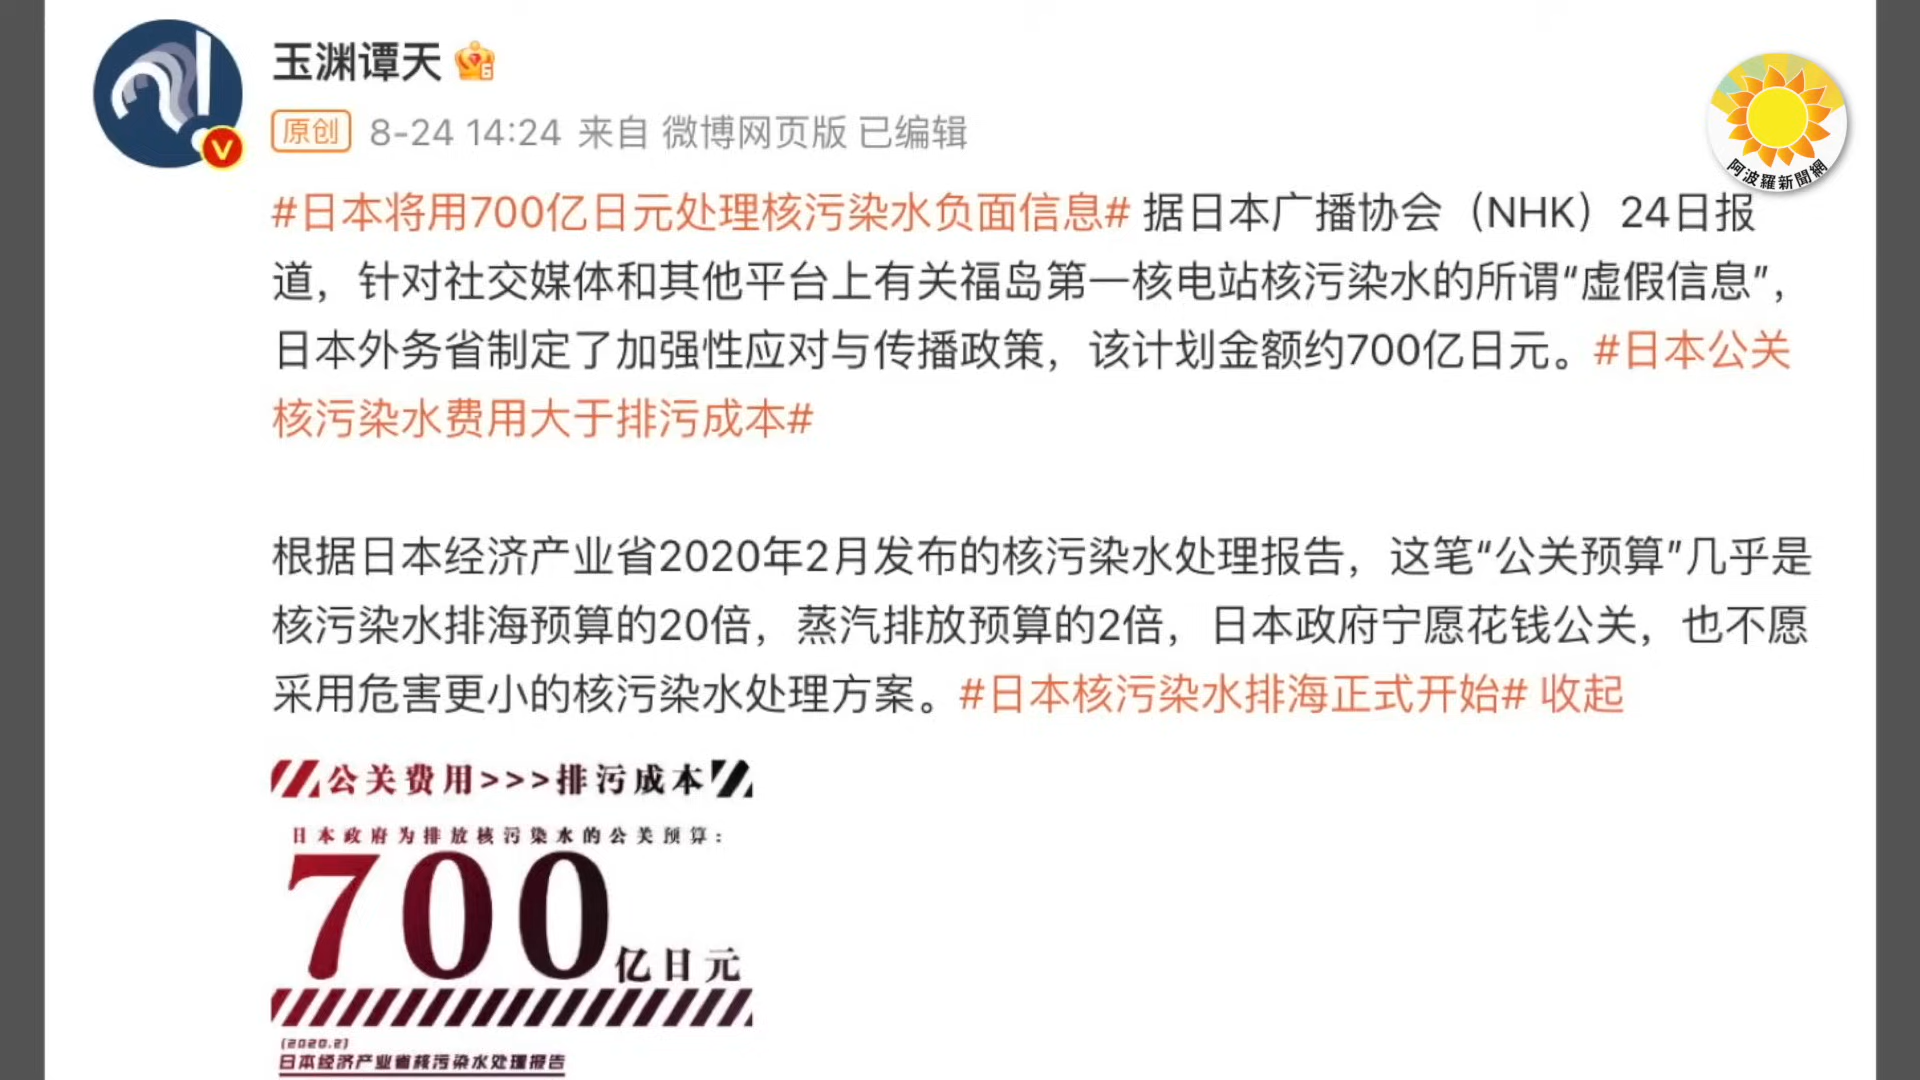 玉渊谭天
原创 8-24 14:24 来自 微博网页版 已编辑
阿波羅新聞網
#日本将用700亿日元处理核污染水负面信息# 据日本广播协会（NHK）24日报
道，针对社交媒体和其他平台上有关福岛第一核电站核污染水的所谓“虚假信息”，
日本外务省制定了加强性应对与传播政策，该计划金额约700亿日元。#日本公关
核污染水费用大于排污成本#
根据日本经济产业省2020年2月发布的核污染水处理报告，这笔“公关预算”几乎是
核污染水排海预算的20倍，蒸汽排放预算的2倍，日本政府宁愿花钱公关，也不愿
采用危害更小的核污染水处理方案。#日本核污染水排海正式开始# 收起
公关费用>>>排污成本
日本政府为排放核污染水的公关预算：
700亿日元
(2020.2)
日本经济产业省核污染水处理报告